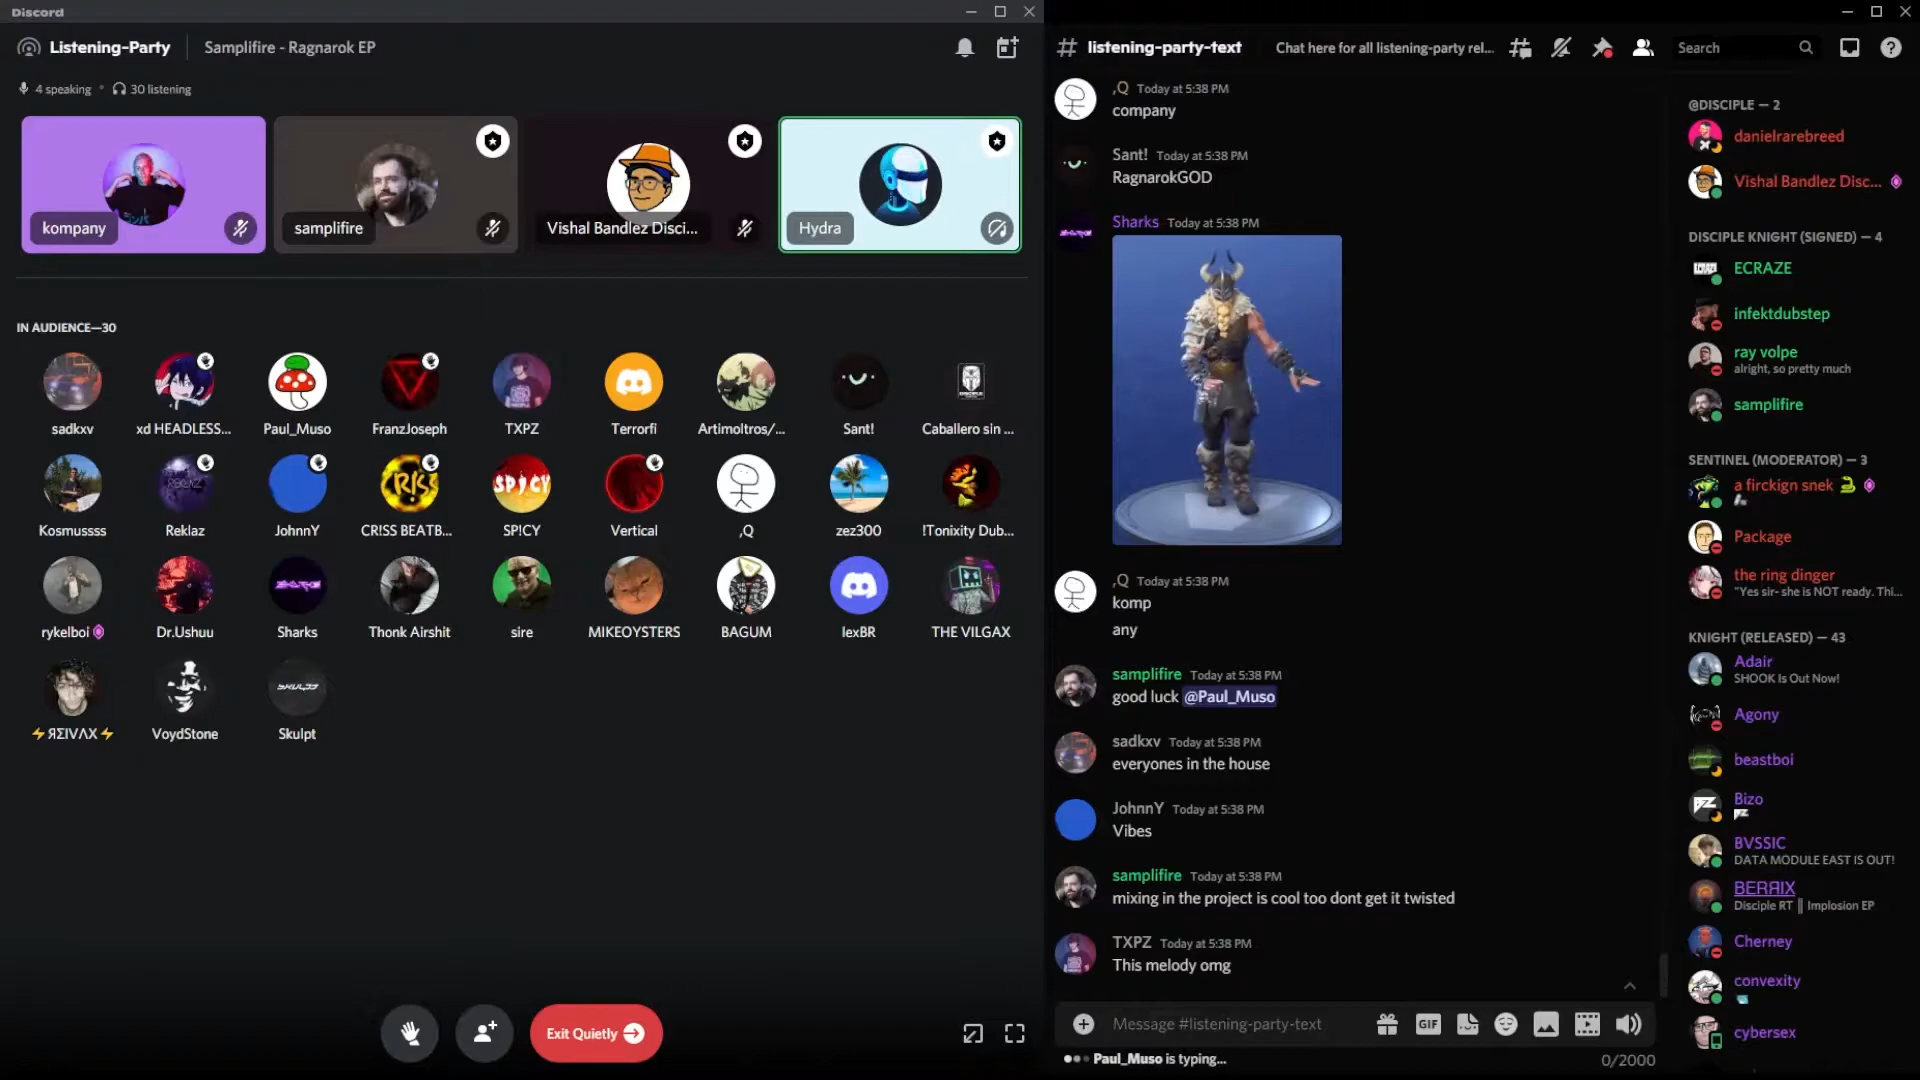 Discord
Listening-Party
Samplifire - Ragnarok EP
4 speaking
30 listening
kompany
samplifire
Vishal Bandlez Disci...
Hydra
IN AUDIENCE—30
sadkxv
xd HEADLESS...
Paul_Muso
FranzJoseph
TXPZ
Terrorfi
Artimoltros/...
Sant!
Caballero sin ...
Kosmussss
Reklaz
JohnnY
CR!SS BEATB...
SP!CY
Vertical
,Q
zez300
!Tonixity Dub...
rykelboi
Dr.Ushuu
Sharks
Thonk Airshit
sire
MIKEOYSTERS
BAGUM
lexBR
THE VILGAX
⚡ЯΣIVΛX⚡
VoydStone
Skulpt
Exit Quietly
# listening-party-text
Chat here for all listening-party rel...
Search
,Q Today at 5:38 PM
company
Sant! Today at 5:38 PM
RagnarokGOD
Sharks Today at 5:38 PM
,Q Today at 5:38 PM
komp
any
samplifire Today at 5:38 PM
good luck @Paul_Muso
sadkxv Today at 5:38 PM
everyones in the house
JohnnY Today at 5:38 PM
Vibes
samplifire Today at 5:38 PM
mixing in the project is cool too dont get it twisted
TXPZ Today at 5:38 PM
This melody omg
Message #listening-party-text
GIF
Paul_Muso is typing...
0/2000
@DISCIPLE — 2
danielrarebreed
Vishal Bandlez Disc...
DISCIPLE KNIGHT (SIGNED) — 4
ECRAZE
infektdubstep
ray volpe
alright, so pretty much
samplifire
SENTINEL (MODERATOR) — 3
a firckign snek
Package
the ring dinger
"Yes sir- she is NOT ready. Thi...
KNIGHT (RELEASED) — 43
Adair
SHOOK Is Out Now!
Agony
beastboi
Bizo
BVSSIC
DATA MODULE EAST IS OUT!
BERЯIX
Disciple RT ║ Implosion EP
Cherney
convexity
cybersex